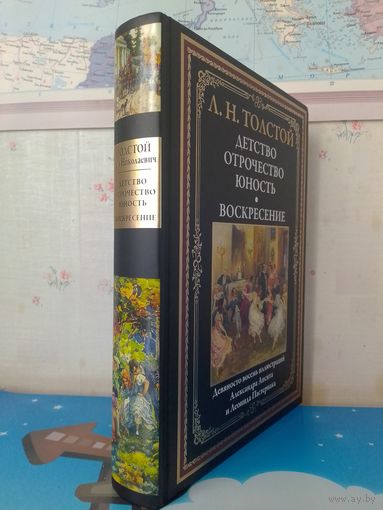 Л. Н. ТОЛСТОЙ
ДЕТСТВО
ОТРОЧЕСТВО
ЮНОСТЬ
•
ВОСКРЕСЕНИЕ
Девяносто восемь иллюстраций
Александра Апсита
и Леонида Пастернака
ТОЛСТОЙ
Николаевич
ДЕТСТВО
ОТРОЧЕСТВО
ЮНОСТЬ
ВОСКРЕСЕНИЕ
www.ay.by